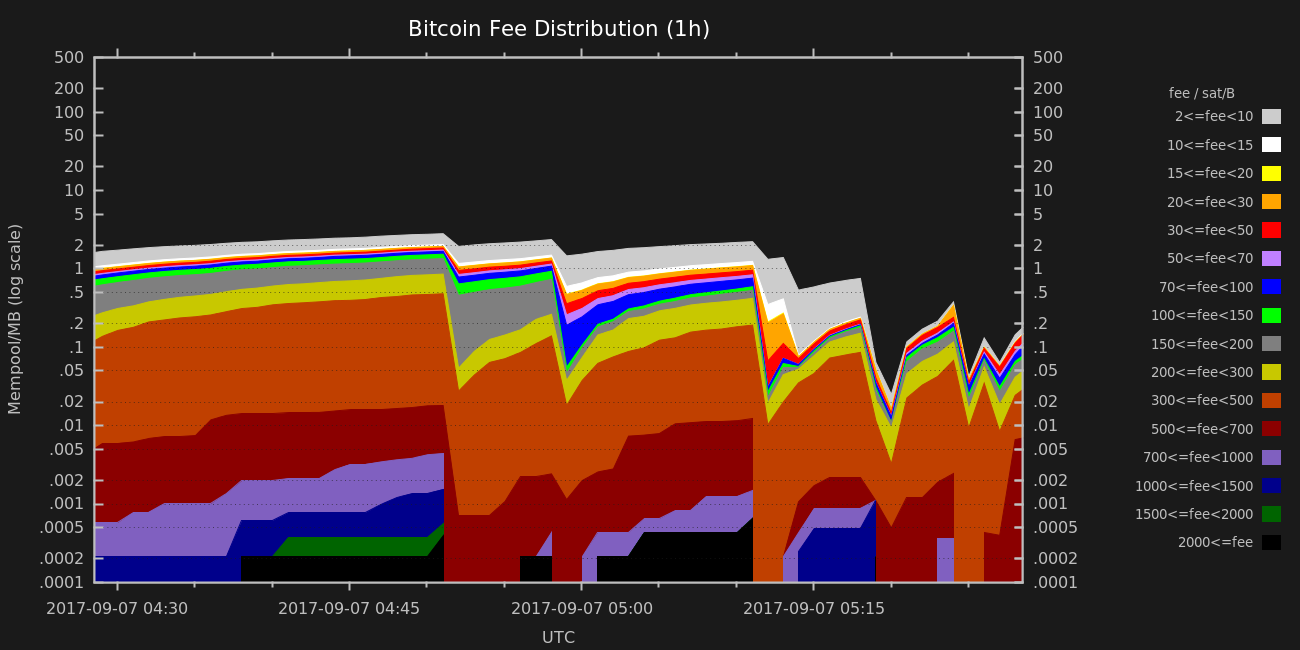 Bitcoin Fee Distribution (1h)
500 500
200 200
100 100
50 50
20 20
10 10
5 5
2 2
1 1
.5 .5
.2 .2
.1 .1
.05 .05
.02 .02
.01 .01
.005 .005
.002 .002
.001 .001
.0005 .0005
.0002 .0002
.0001 .0001
Mempool/MB (log scale)
2017-09-07 04:30 2017-09-07 04:45 2017-09-07 05:00 2017-09-07 05:15
UTC
fee / sat/B
2<=fee<10
10<=fee<15
15<=fee<20
20<=fee<30
30<=fee<50
50<=fee<70
70<=fee<100
100<=fee<150
150<=fee<200
200<=fee<300
300<=fee<500
500<=fee<700
700<=fee<1000
1000<=fee<1500
1500<=fee<2000
2000<=fee